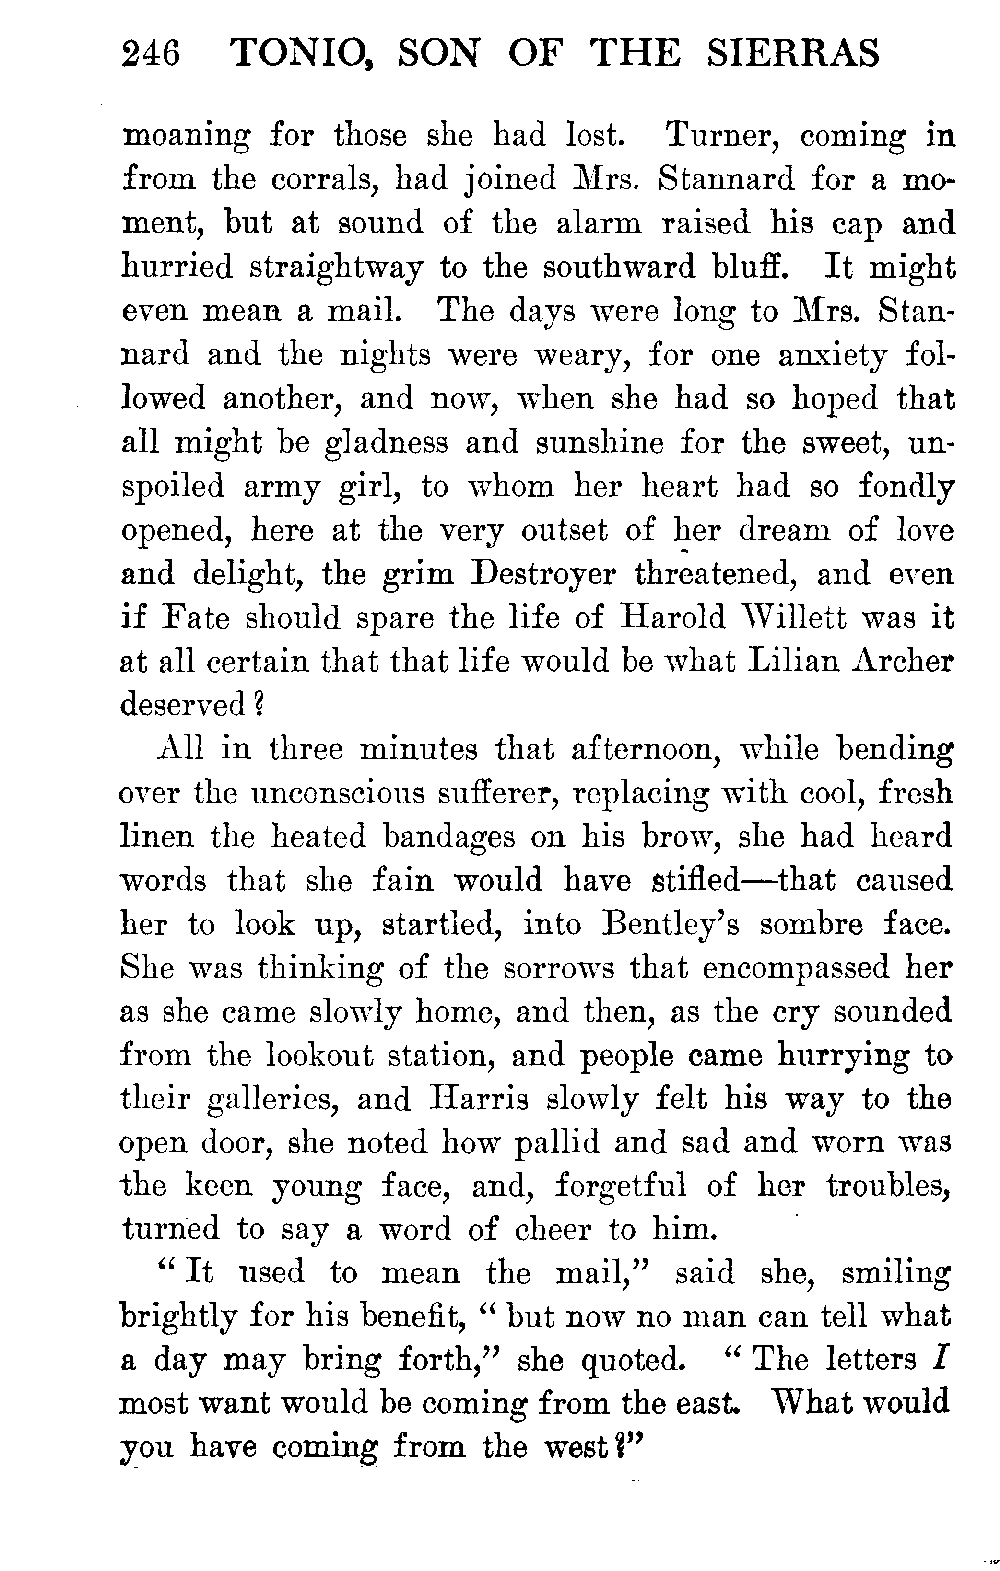 246 TONIO, SON OF THE SIERRAS
moaning for those she had lost. Turner, coming in
from the corrals, had joined Mrs. Stannard for a mo-
ment, but at sound of the alarm raised his cap and
hurried straightway to the southward bluff. It might
even mean a mail. The days were long to Mrs. Stan-
nard and the nights were weary, for one anxiety fol-
lowed another, and now, when she had so hoped that
all might be gladness and sunshine for the sweet, un-
spoiled army girl, to whom her heart had so fondly
opened, here at the very outset of her dream of love
and delight, the grim Destroyer threatened, and even
if Fate should spare the life of Harold Willett was it
at all certain that that life would be what Lilian Archer
deserved?
All in three minutes that afternoon, while bending
over the unconscious sufferer, replacing with cool, fresh
linen the heated bandages on his brow, she had heard
words that she fain would have stifled—that caused
her to look up, startled, into Bentley's sombre face.
She was thinking of the sorrows that encompassed her
as she came slowly home, and then, as the cry sounded
from the lookout station, and people came hurrying to
their galleries, and Harris slowly felt his way to the
open door, she noted how pallid and sad and worn was
the keen young face, and, forgetful of her troubles,
turned to say a word of cheer to him.
"It used to mean the mail," said she, smiling
brightly for his benefit, "but now no man can tell what
a day may bring forth," she quoted. "The letters I
most want would be coming from the east. What would
you have coming from the west?"